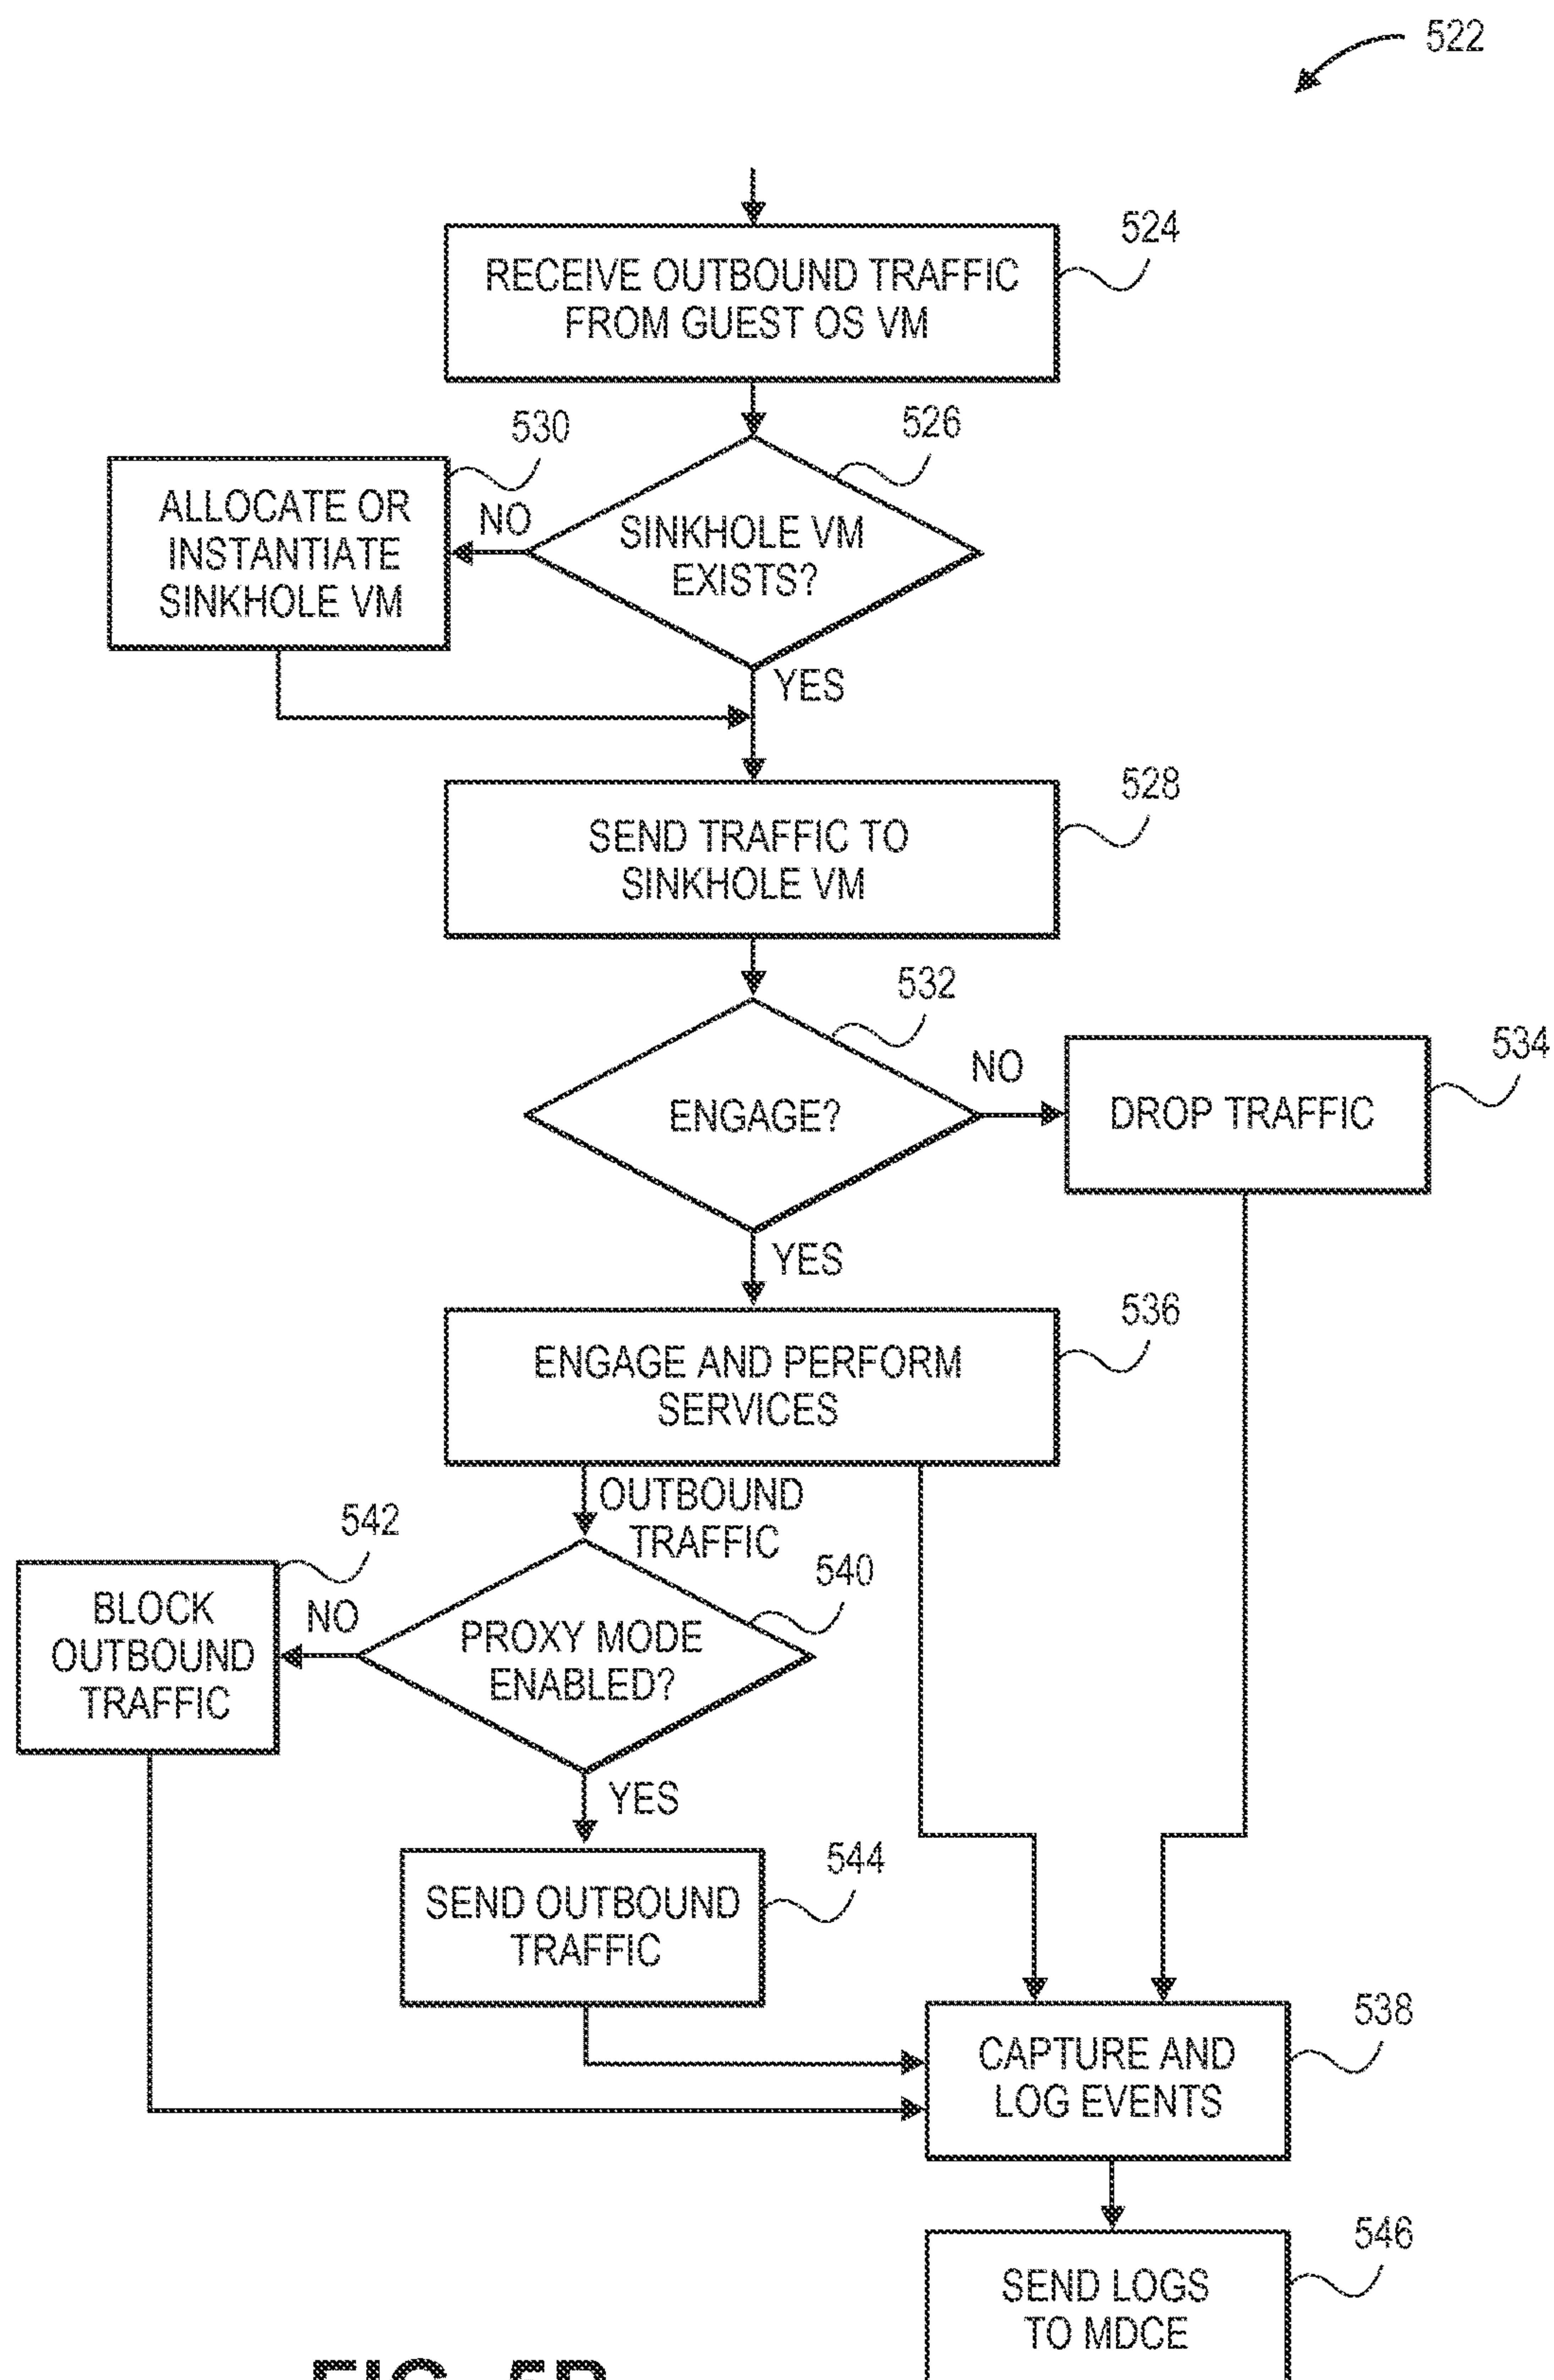 522
524
RECEIVE OUTBOUND TRAFFIC
FROM GUEST OS VM
530
526
ALLOCATE OR
INSTANTIATE
SINKHOLE VM
NO
SINKHOLE VM
EXISTS?
YES
528
SEND TRAFFIC TO
SINKHOLE VM
532
534
ENGAGE?
NO
DROP TRAFFIC
YES
536
ENGAGE AND PERFORM
SERVICES
OUTBOUND
TRAFFIC
542
540
BLOCK
OUTBOUND
TRAFFIC
NO
PROXY MODE
ENABLED?
YES
544
SEND OUTBOUND
TRAFFIC
538
CAPTURE AND
LOG EVENTS
546
SEND LOGS
TO MDCE